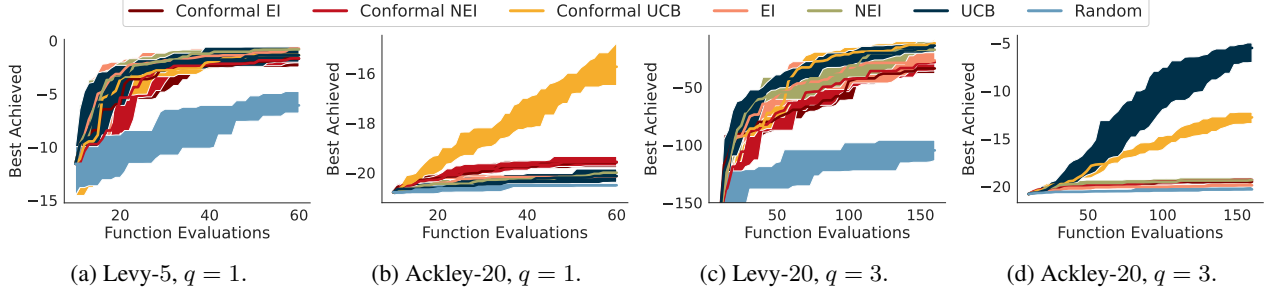 Conformal EI Conformal NEI Conformal UCB EI NEI UCB Random
Best Achieved
0
−5
−10
−15
20 40 60
Function Evaluations
Best Achieved
−16
−18
−20
20 40 60
Function Evaluations
Best Achieved
0
−50
−100
−150
50 100 150
Function Evaluations
Best Achieved
−5
−10
−15
−20
50 100 150
Function Evaluations
(a) Levy-5, q = 1.
(b) Ackley-20, q = 1.
(c) Levy-20, q = 3.
(d) Ackley-20, q = 3.